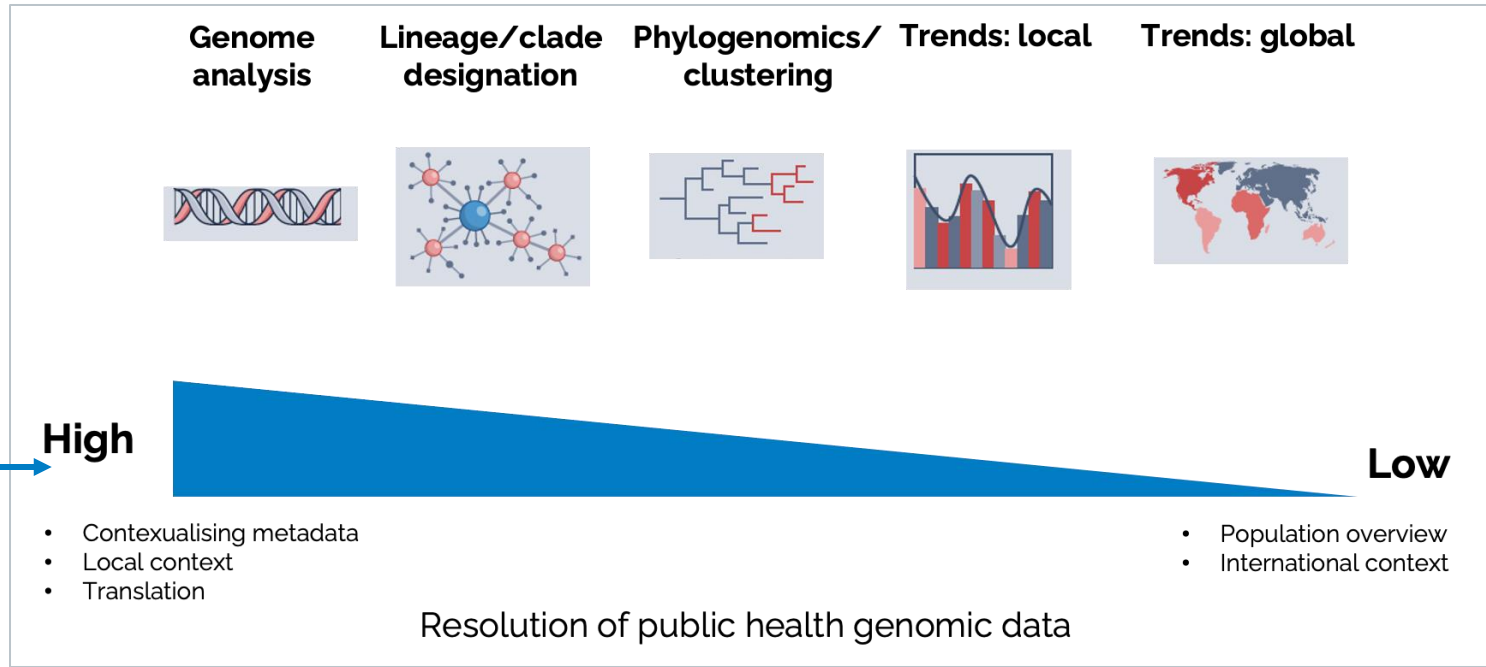 Genome
analysis
Lineage/clade
designation
Phylogenomics/
clustering
Trends: local
Trends: global
High
Low
• Contexualising metadata
• Local context
• Translation
• Population overview
• International context
Resolution of public health genomic data